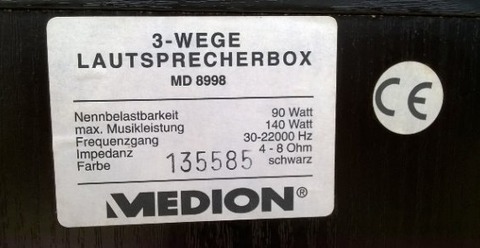 3-WEGE
LAUTSPRECHERBOX
MD 8998
Nennbelastbarkeit 90 Watt
max. Musikleistung 140 Watt
Frequenzgang 30-22000 Hz
Impedanz 4 - 8 Ohm
Farbe 135585 schwarz
MEDION®
CE